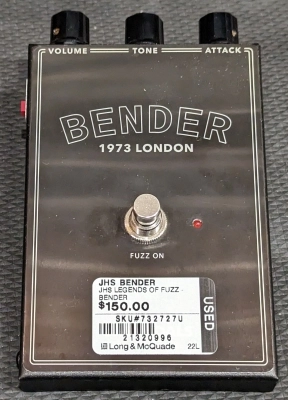 VOLUME TONE ATTACK
BENDER
1973 LONDON
FUZZ ON
JHS BENDER
JHS LEGENDS OF FUZZ
BENDER
$150.00
SKU#732727U
21320996
Long & McQuade 22L
USED